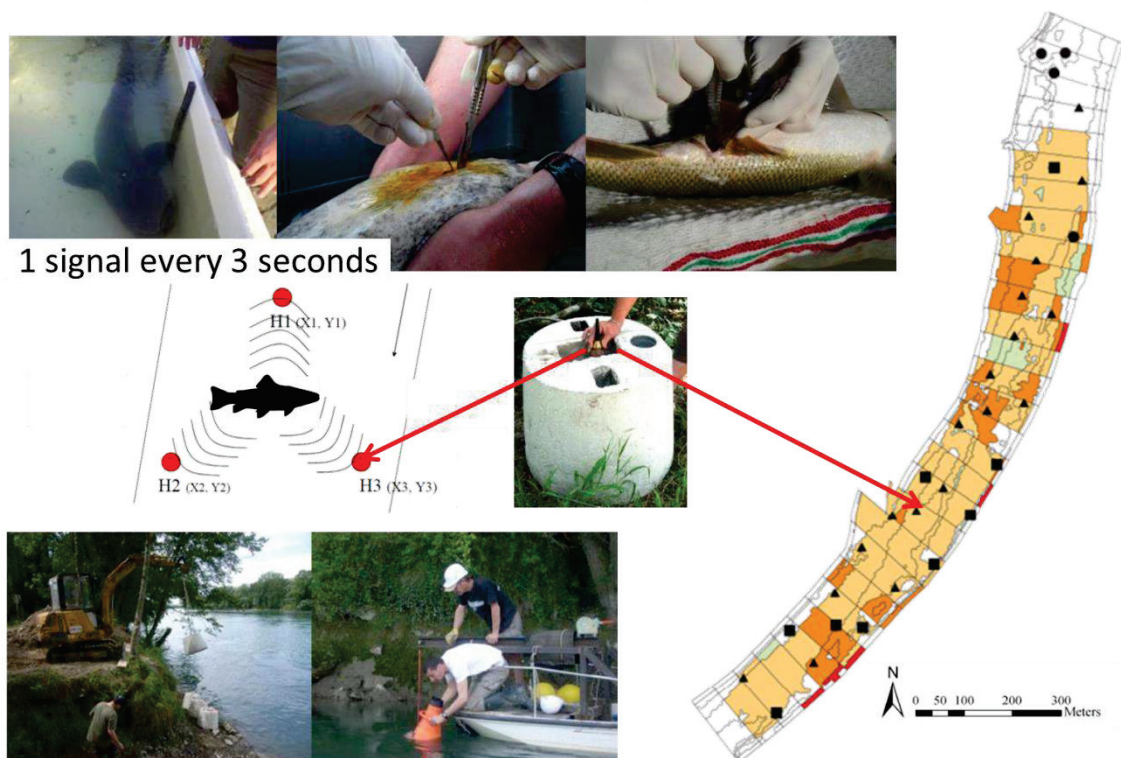 1 signal every 3 seconds
H1 (X1, Y1)
H2 (X2, Y2)
H3 (X3, Y3)
N
0 50 100 200 300
Meters